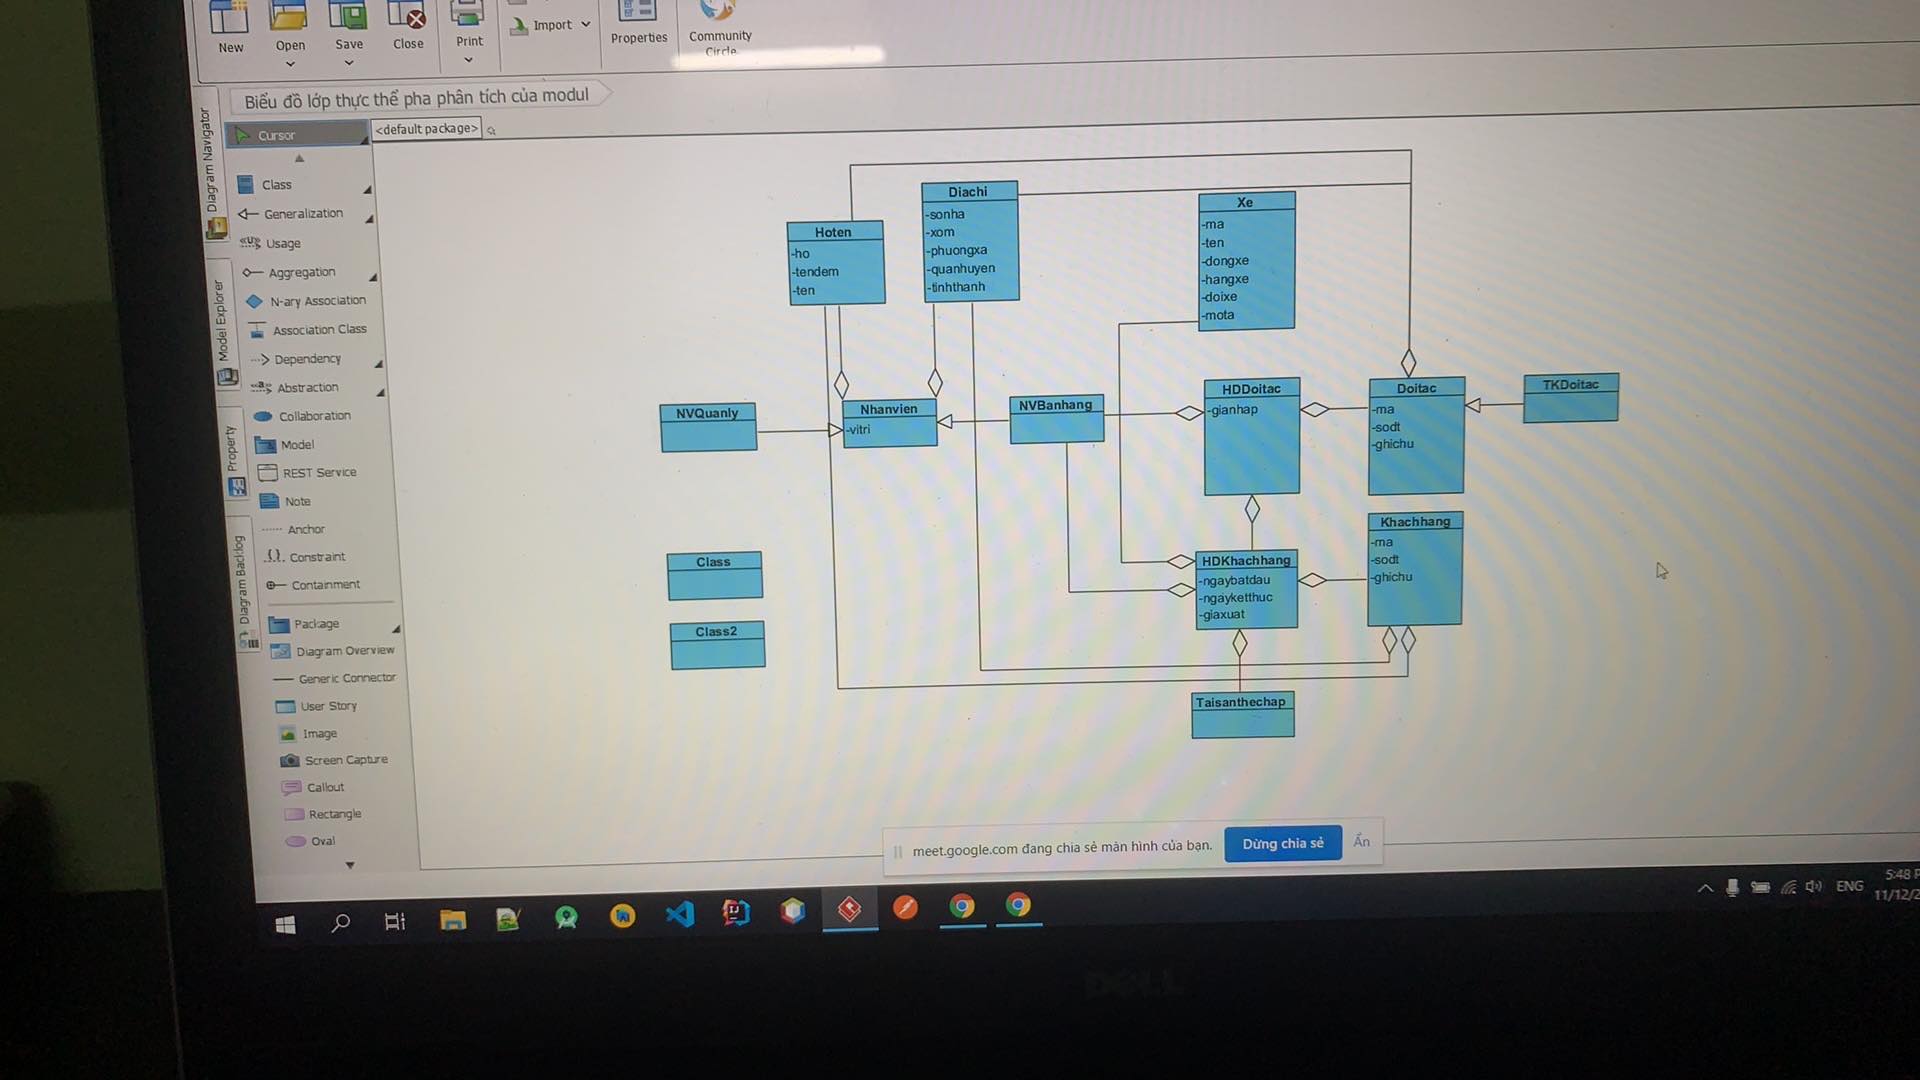 New
Open
Save
Close
Print
Import
Properties
Community
Circle
Biểu đồ lớp thực thể pha phân tích của modul
Diagram Navigator
Model Explorer
Property
Diagram Backlog
Cursor
<default package>
Class
Generalization
«U» Usage
Aggregation
N-ary Association
Association Class
Dependency
«a» Abstraction
Collaboration
Model
REST Service
Note
Anchor
{} Constraint
Containment
Package
Diagram Overview
Generic Connector
User Story
Image
Screen Capture
Callout
Rectangle
Oval
Hoten
-ho
-tendem
-ten
Diachi
-sonha
-xom
-phuongxa
-quanhuyen
-tinhthanh
Xe
-ma
-ten
-dongxe
-hangxe
-doixe
-mota
NVQuanly
Nhanvien
-vitri
NVBanhang
HDDoitac
-gianhap
Doitac
-ma
-sodt
-ghichu
TKDoitac
Class
Class2
HDKhachhang
-ngaybatdau
-ngayketthuc
-giaxuat
Khachhang
-ma
-sodt
-ghichu
Taisanthechap
meet.google.com đang chia sẻ màn hình của bạn.
Dừng chia sẻ
Ẩn
ENG
5:48 P
11/12/2
DELL